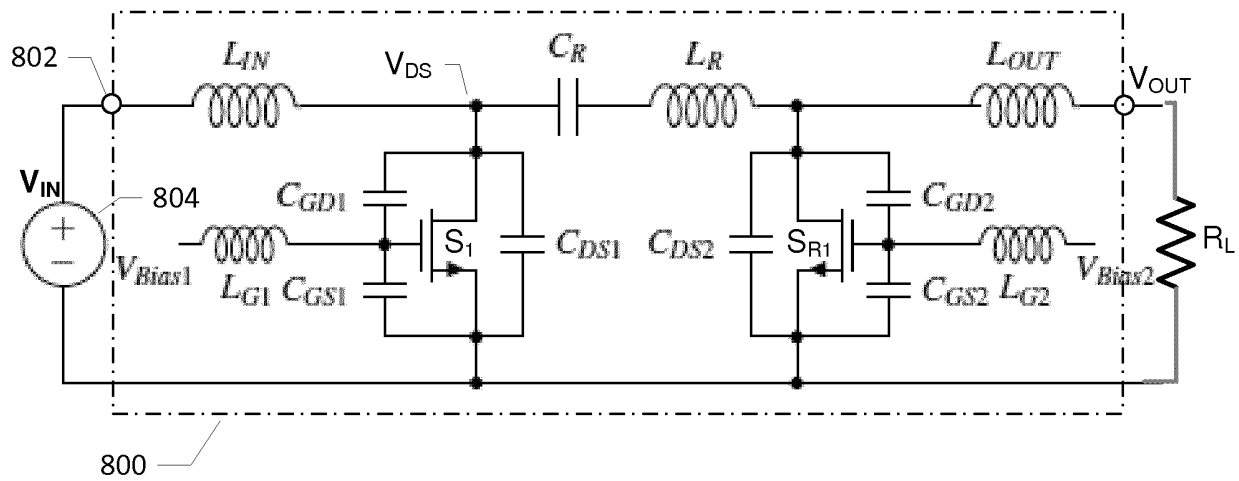 802
L_IN
V_DS
C_R
L_R
L_OUT
V_OUT
V_IN
804
+
−
C_GD1
S_1
C_DS1
C_DS2
S_R1
C_GD2
R_L
V_Bias1
L_G1
C_GS1
C_GS2
L_G2
V_Bias2
800